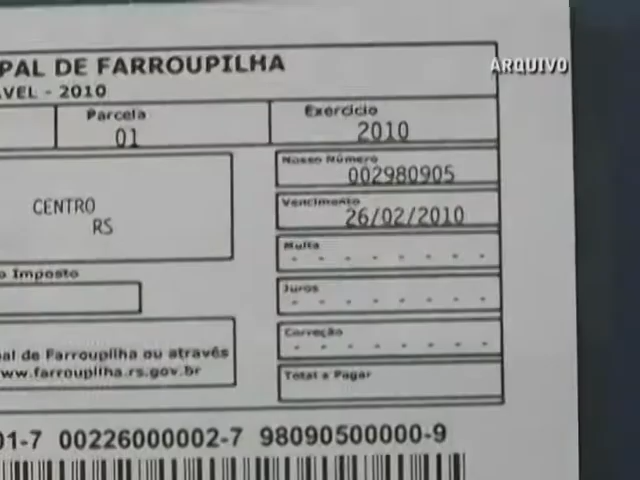 PAL DE FARROUPILHA
ARQUIVO
AVEL - 2010
Parcela
01
Exercício
2010
Nosso Número
002980905
Vencimento
26/02/2010
CENTRO
RS
Multa
- - - - - - - -
o Imposto
Juros
- - - - - - - -
Correção
- - - - - - - -
pal de Farroupilha ou através
www.farroupilha.rs.gov.br
Total a Pagar
01-7 00226000002-7 98090500000-9